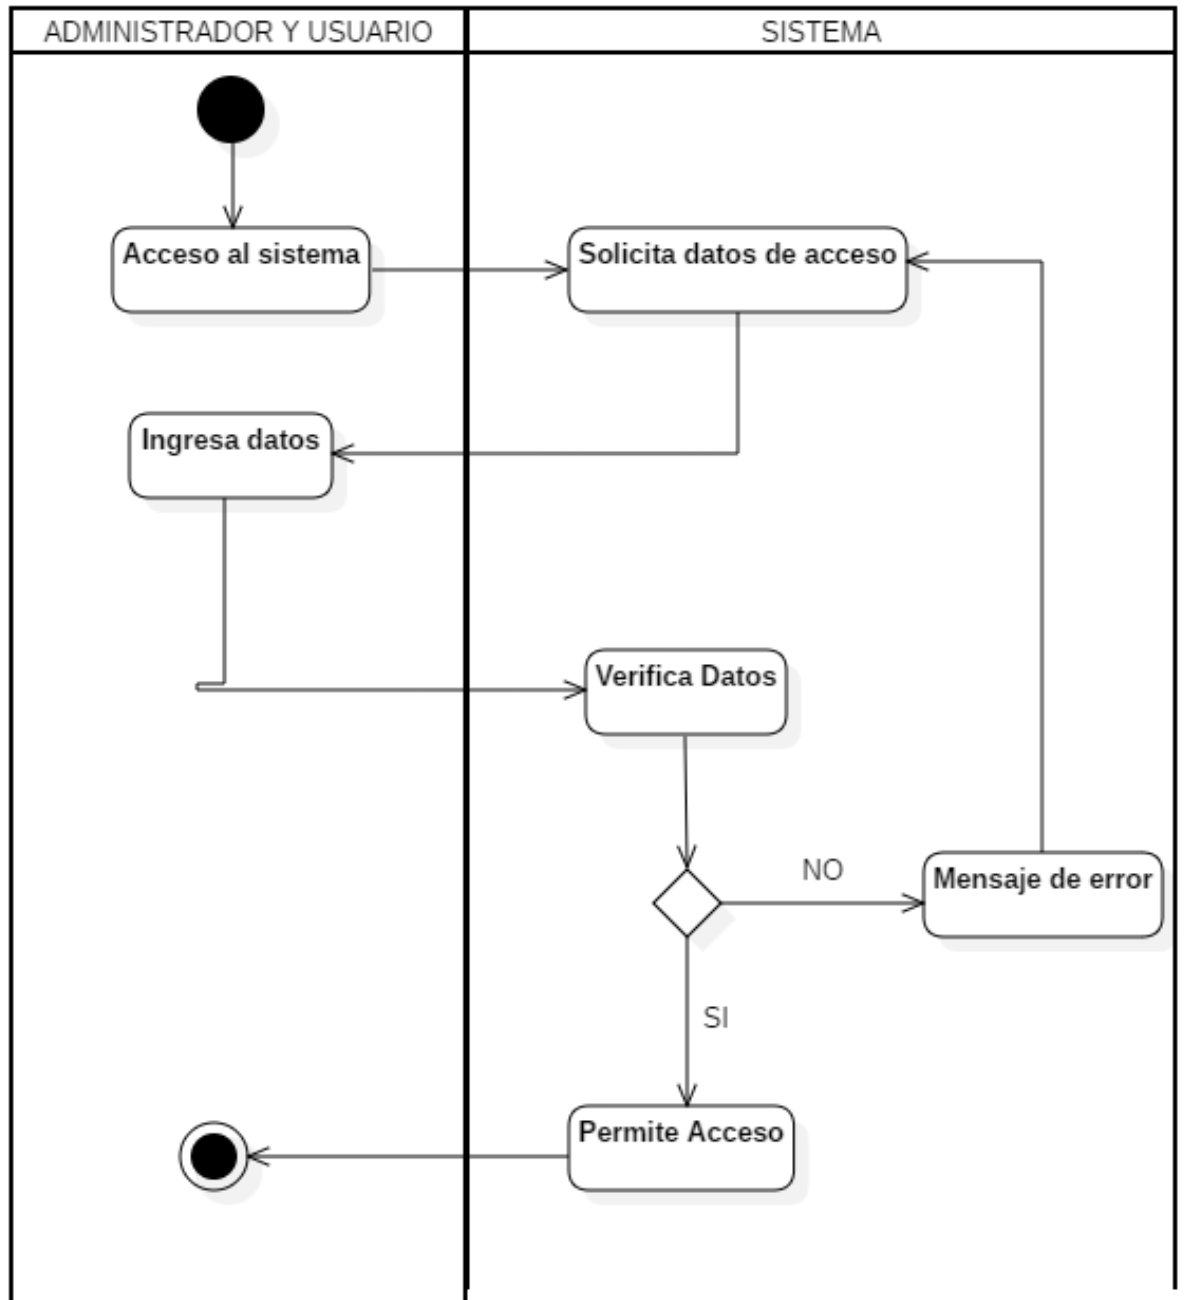 ADMINISTRADOR Y USUARIO
SISTEMA
Acceso al sistema
Solicita datos de acceso
Ingresa datos
Verifica Datos
NO
Mensaje de error
SI
Permite Acceso